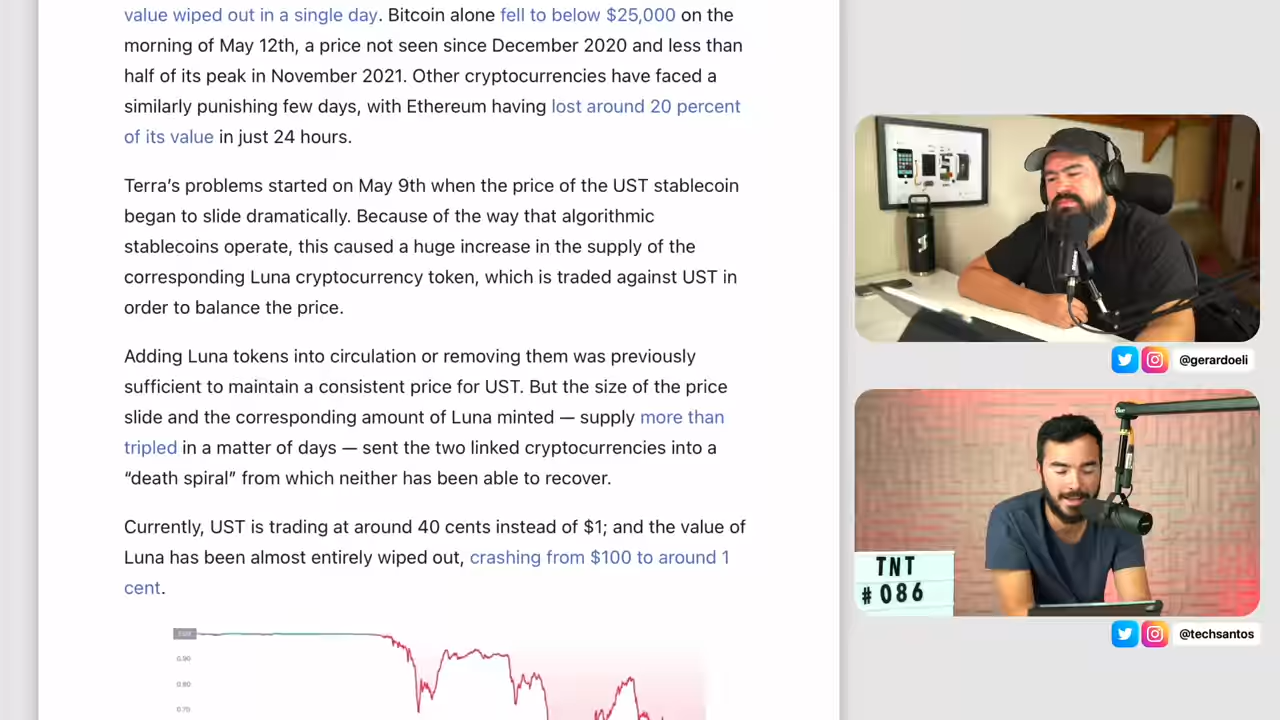 value wiped out in a single day. Bitcoin alone fell to below $25,000 on the
morning of May 12th, a price not seen since December 2020 and less than
half of its peak in November 2021. Other cryptocurrencies have faced a
similarly punishing few days, with Ethereum having lost around 20 percent
of its value in just 24 hours.
Terra’s problems started on May 9th when the price of the UST stablecoin
began to slide dramatically. Because of the way that algorithmic
stablecoins operate, this caused a huge increase in the supply of the
corresponding Luna cryptocurrency token, which is traded against UST in
order to balance the price.
Adding Luna tokens into circulation or removing them was previously
sufficient to maintain a consistent price for UST. But the size of the price
slide and the corresponding amount of Luna minted — supply more than
tripled in a matter of days — sent the two linked cryptocurrencies into a
“death spiral” from which neither has been able to recover.
Currently, UST is trading at around 40 cents instead of $1; and the value of
Luna has been almost entirely wiped out, crashing from $100 to around 1
cent.
0.90
0.80
0.70
@gerardoeli
TNT
# 086
@techsantos